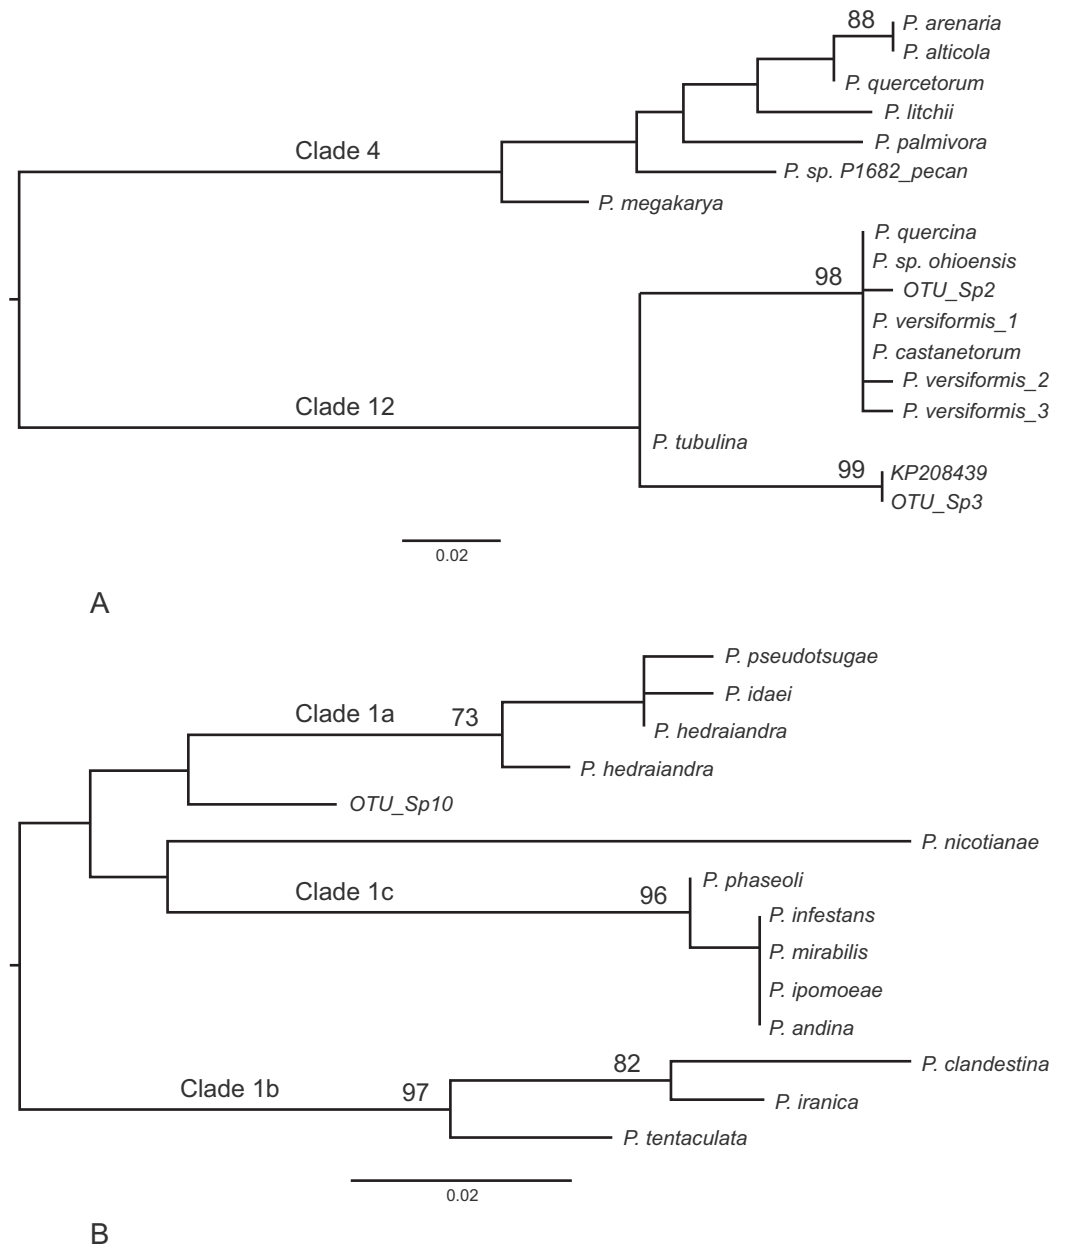 88
P. arenaria
P. alticola
P. quercetorum
P. litchii
Clade 4
P. palmivora
P. sp. P1682_pecan
P. megakarya
P. quercina
P. sp. ohioensis
98
OTU_Sp2
P. versiformis_1
P. castanetorum
P. versiformis_2
Clade 12
P. versiformis_3
P. tubulina
99
KP208439
OTU_Sp3
0.02
A
P. pseudotsugae
P. idaei
Clade 1a
73
P. hedraiandra
P. hedraiandra
OTU_Sp10
P. nicotianae
P. phaseoli
Clade 1c
96
P. infestans
P. mirabilis
P. ipomoeae
P. andina
82
P. clandestina
Clade 1b
97
P. iranica
P. tentaculata
0.02
B